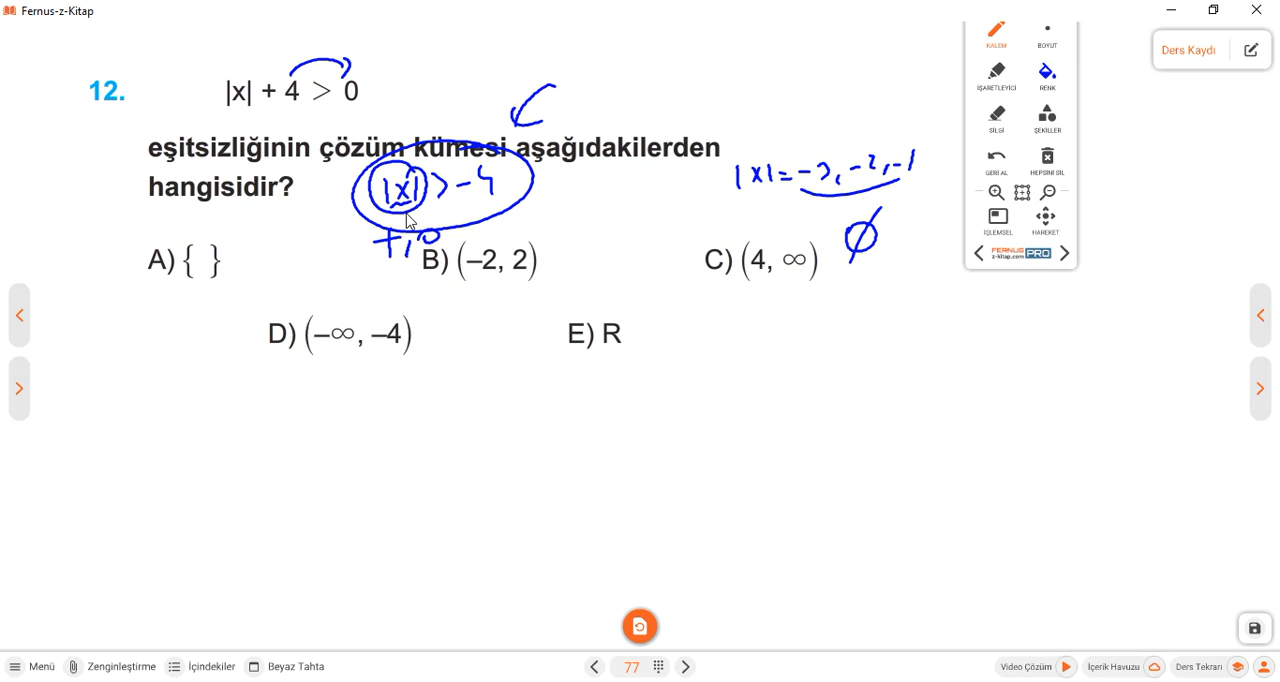 Fernus-z-Kitap
KALEM BOYUT
Ders Kaydı
12. |x| + 4 > 0
İŞARETLEYİCİ RENK
eşitsizliğinin çözüm kümesi aşağıdakilerden
SİLGİ ŞEKİLLER
hangisidir?
|x| > -4
|x| = -3, -2, -1
GERİ AL HEPSİNİ SİL
+, 0
∅
İŞLEMSEL HAREKET
FERNUS PRO
z-kitap.com
A) { } B) (–2, 2) C) (4, ∞)
D) (–∞, –4) E) R
Menü Zenginleştirme İçindekiler Beyaz Tahta 77 Video Çözüm İçerik Havuzu Ders Tekrarı